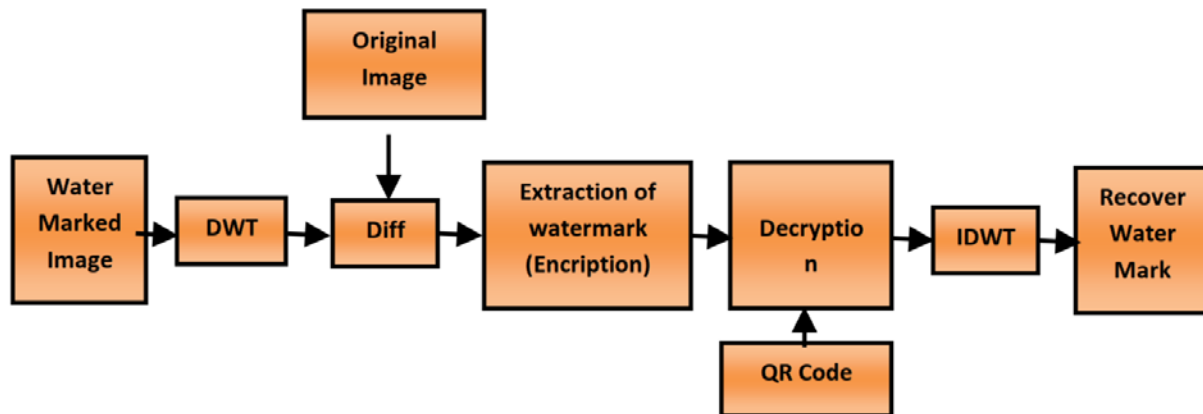 Original
Image
Water
Marked
Image
DWT
Diff
Extraction of
watermark
(Encription)
Decryptio
n
IDWT
Recover
Water
Mark
QR Code